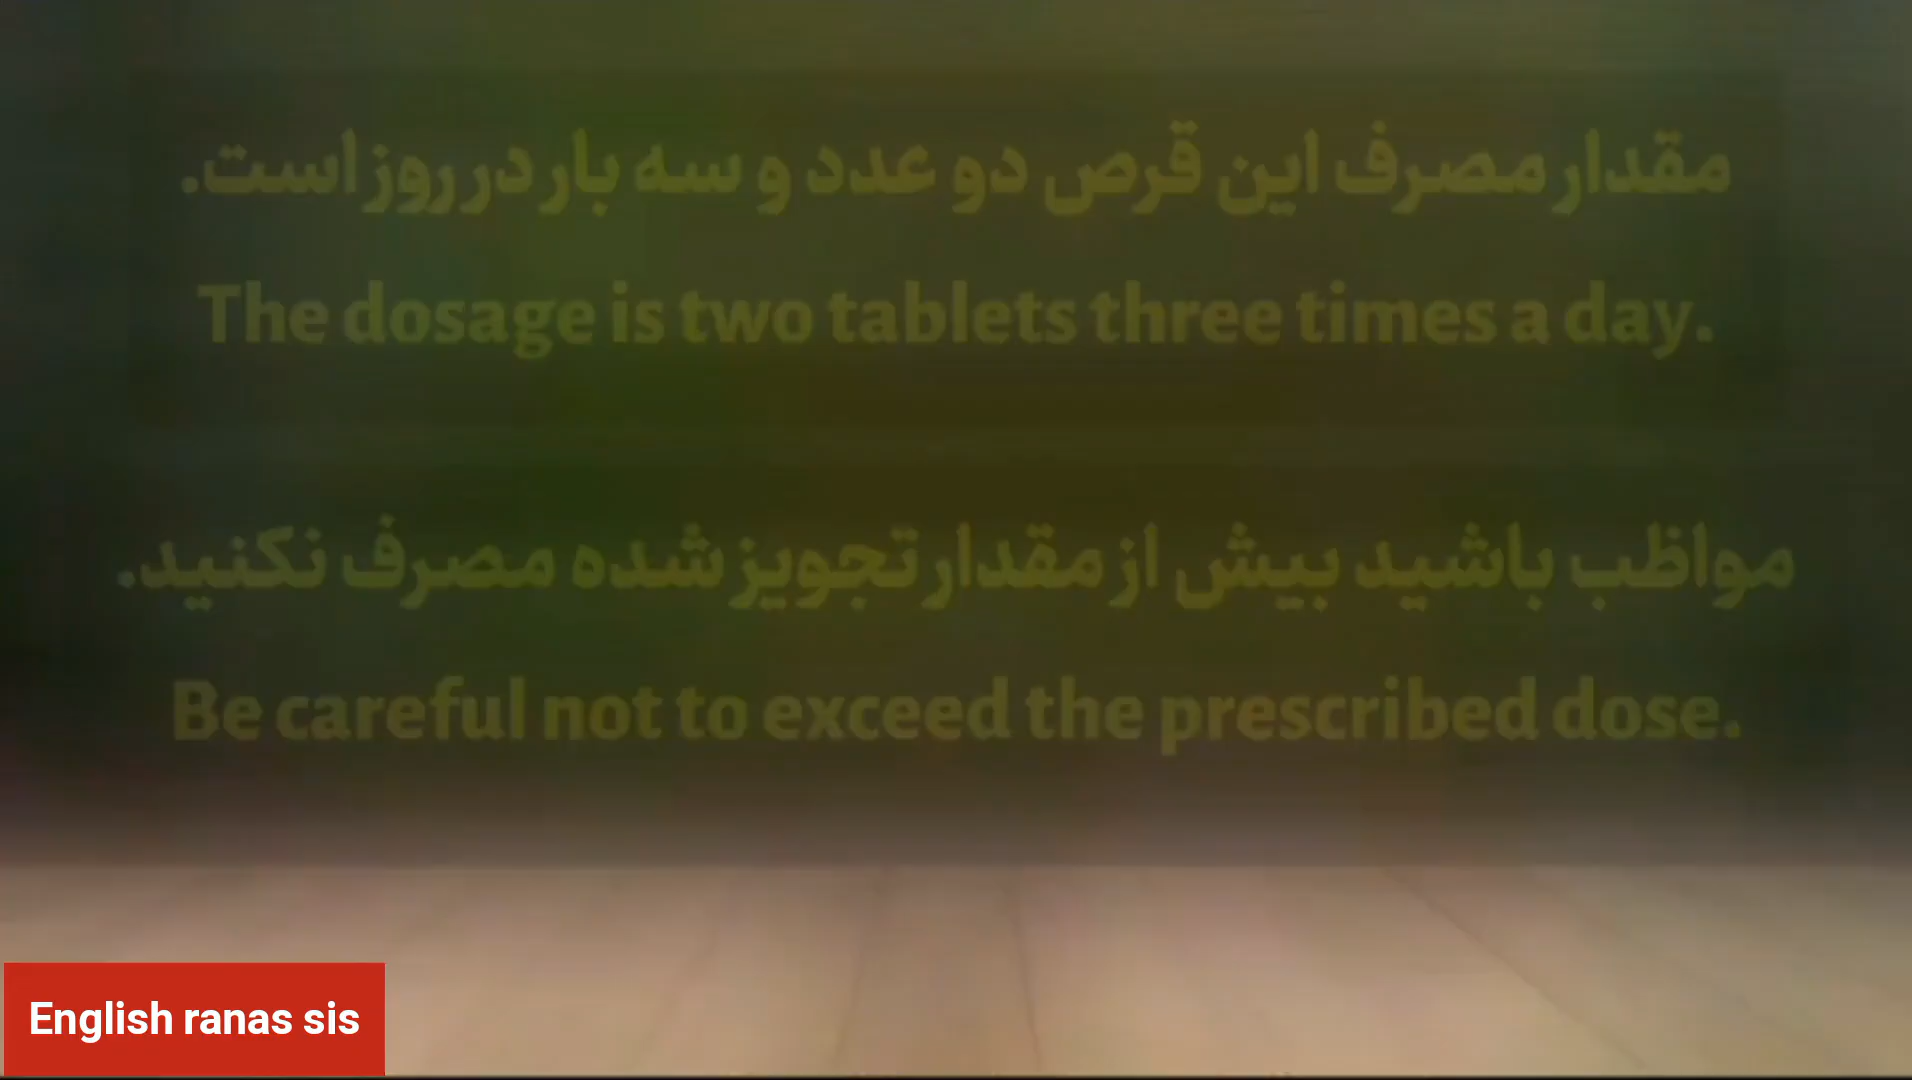 مقدار مصرف این قرص دو عدد و سه بار در روز است.
The dosage is two tablets three times a day.
مواظب باشید بیش از مقدار تجویز شده مصرف نکنید.
Be careful not to exceed the prescribed dose.
English ranas sis